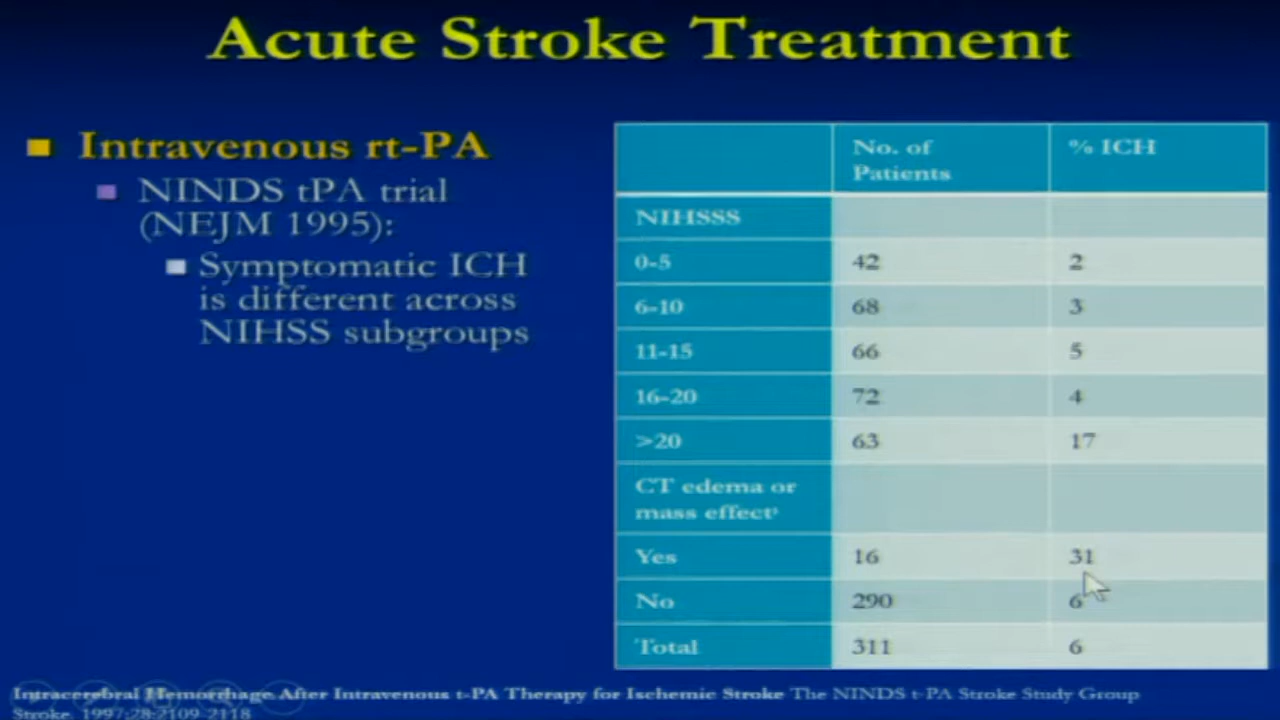 Acute Stroke Treatment
Intravenous rt-PA
NINDS tPA trial
(NEJM 1995):
Symptomatic ICH
is different across
NIHSS subgroups
No. of % ICH
Patients
NIHSSS
0-5 42 2
6-10 68 3
11-15 66 5
16-20 72 4
>20 63 17
CT edema or
mass effect
Yes 16 31
No 290 6
Total 311 6
Intracerebral Hemorrhage After Intravenous t-PA Therapy for Ischemic Stroke The NINDS t-PA Stroke Study Group
Stroke. 1997;28:2109-2118